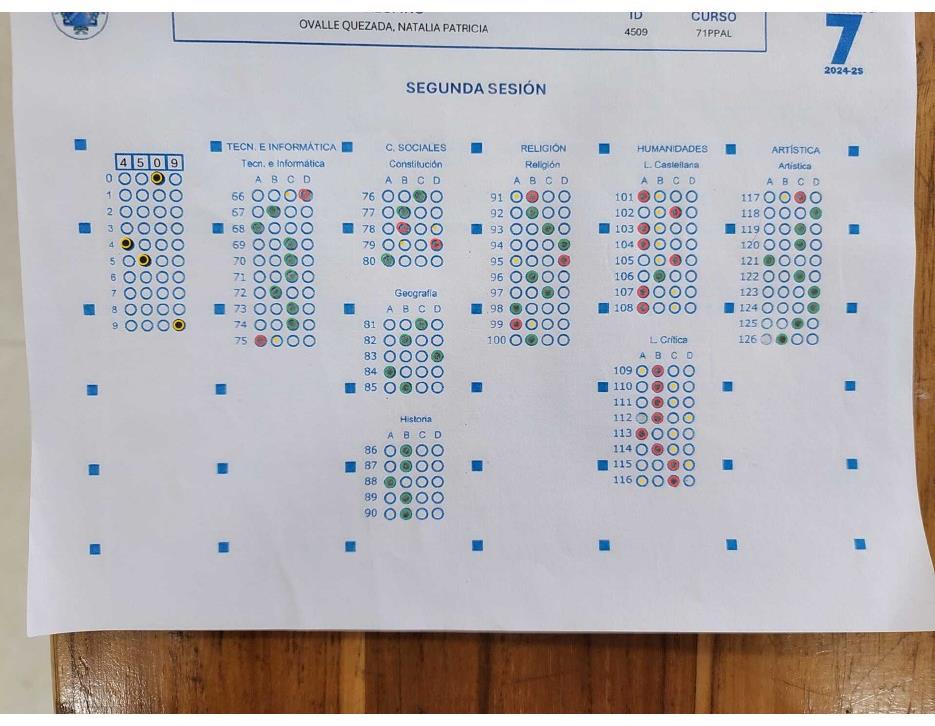 ID CURSO
OVALLE QUEZADA, NATALIA PATRICIA 4509 71PPAL
7
2024-2S
SEGUNDA SESIÓN
4 5 0 9
0
1
2
3
4
5
6
7
8
9
TECN. E INFORMÁTICA
Tecn. e Informática
A B C D
66
67
68
69
70
71
72
73
74
75
C. SOCIALES
Constitución
A B C D
76
77
78
79
80
Geografía
A B C D
81
82
83
84
85
Historia
A B C D
86
87
88
89
90
RELIGIÓN
Religión
A B C D
91
92
93
94
95
96
97
98
99
100
HUMANIDADES
L. Castellana
A B C D
101
102
103
104
105
106
107
108
L. Crítica
A B C D
109
110
111
112
113
114
115
116
ARTÍSTICA
Artística
A B C D
117
118
119
120
121
122
123
124
125
126